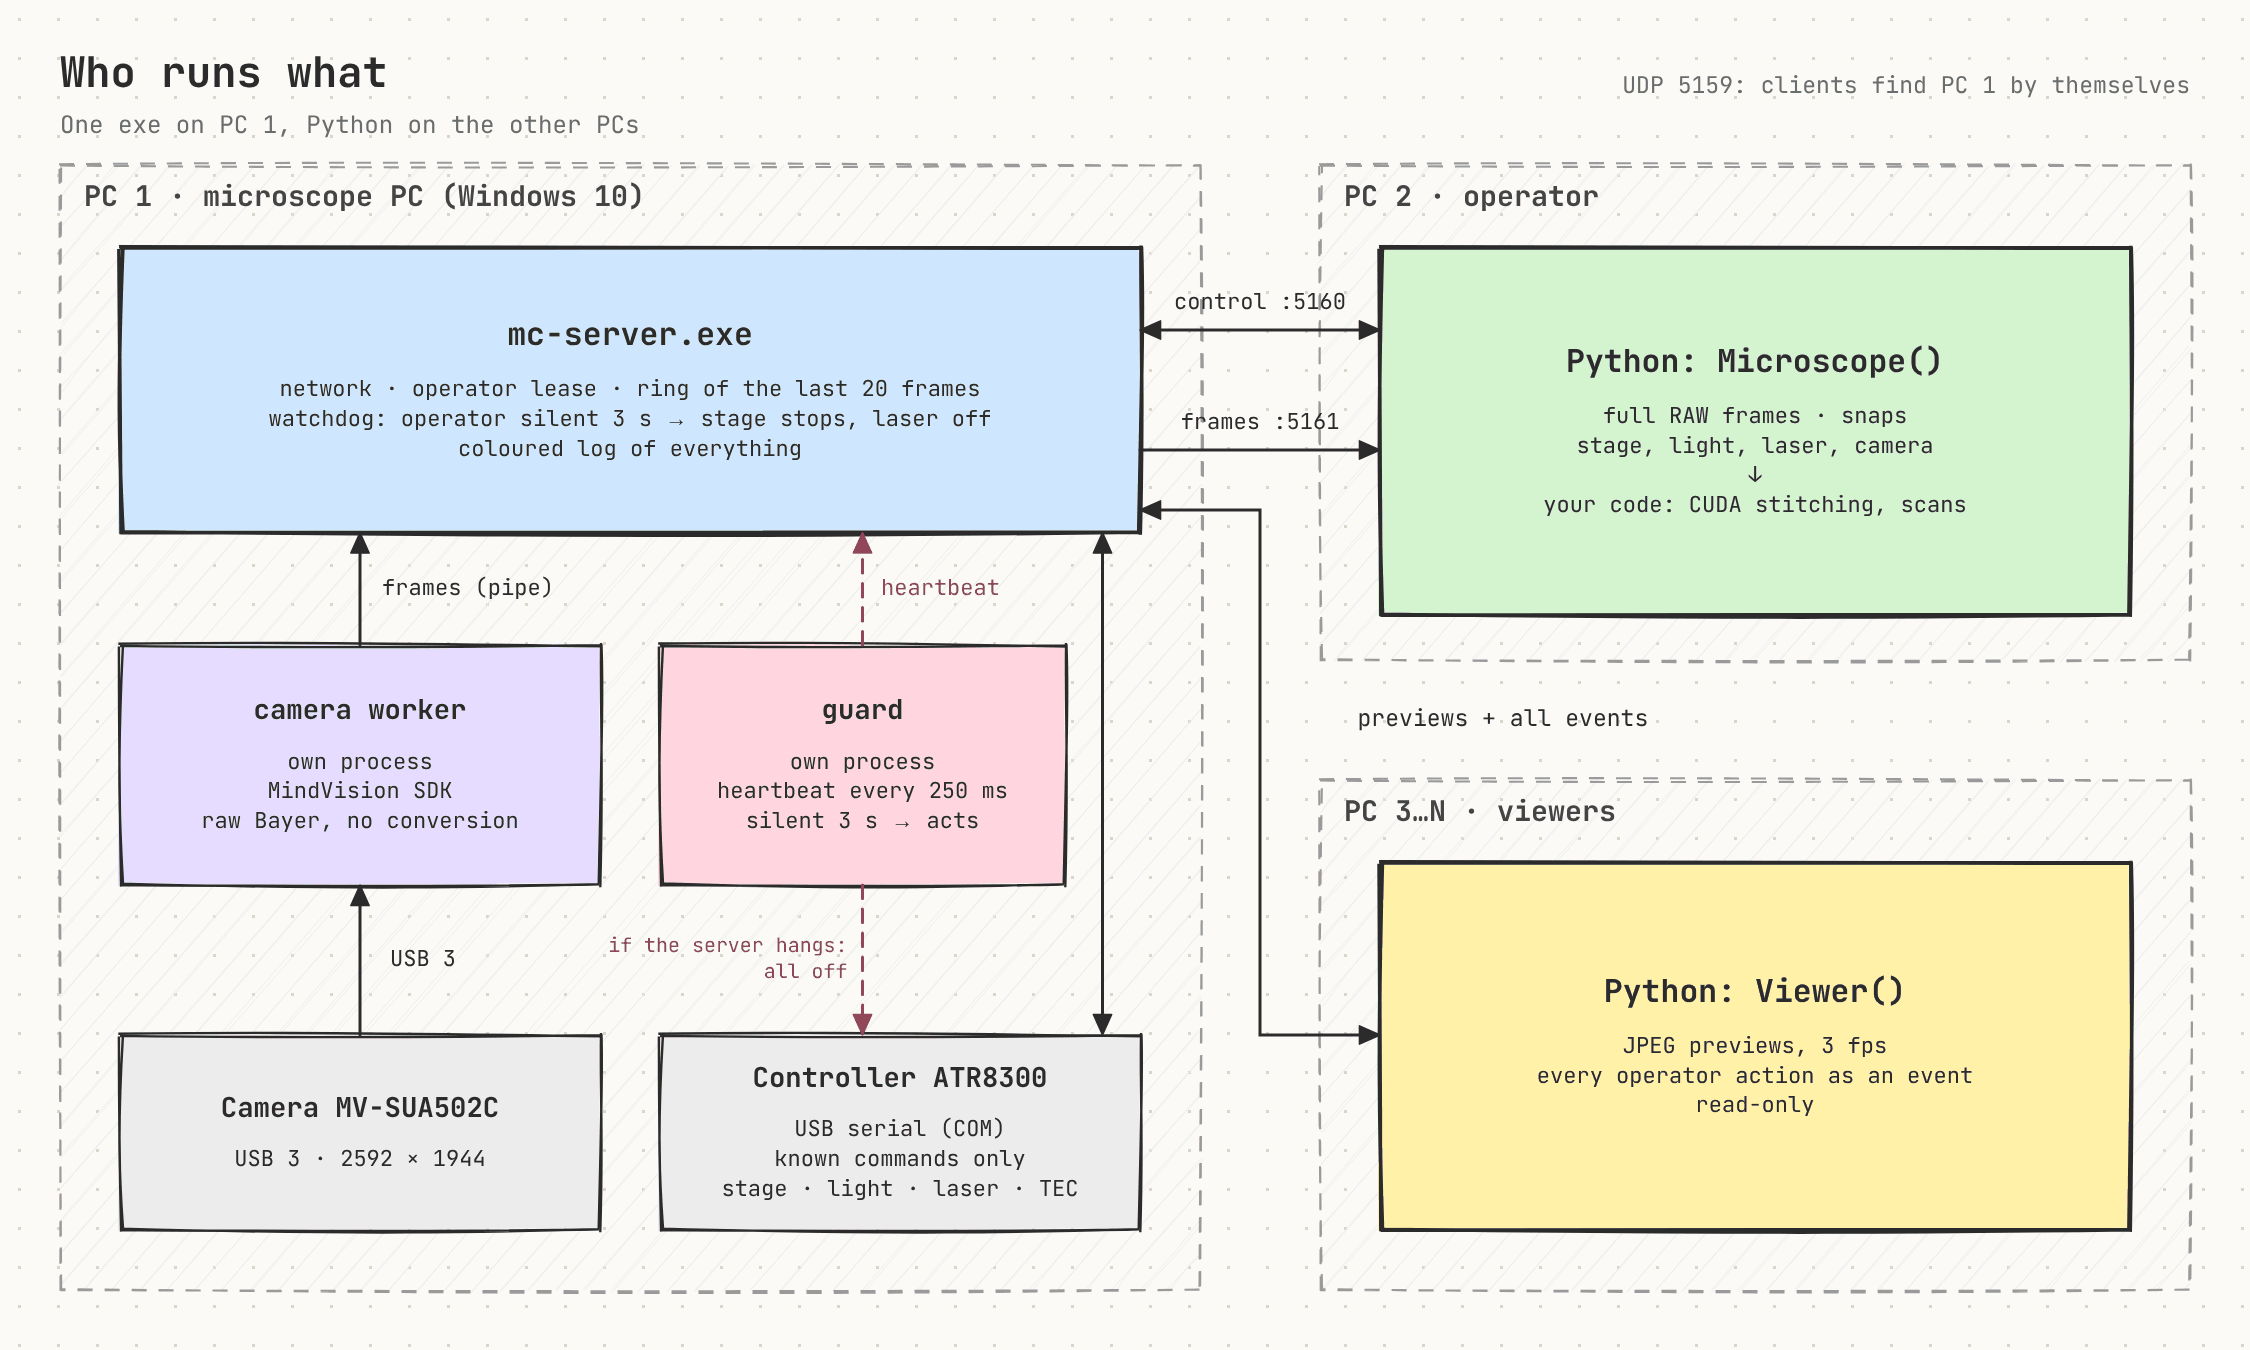 Who runs what
One exe on PC 1, Python on the other PCs
UDP 5159: clients find PC 1 by themselves
PC 1 · microscope PC (Windows 10)
mc-server.exe
network · operator lease · ring of the last 20 frames
watchdog: operator silent 3 s → stage stops, laser off
coloured log of everything
control :5160
frames :5161
PC 2 · operator
Python: Microscope()
full RAW frames · snaps
stage, light, laser, camera
↓
your code: CUDA stitching, scans
frames (pipe)
heartbeat
camera worker
own process
MindVision SDK
raw Bayer, no conversion
guard
own process
heartbeat every 250 ms
silent 3 s → acts
previews + all events
USB 3
if the server hangs:
all off
Camera MV-SUA502C
USB 3 · 2592 × 1944
Controller ATR8300
USB serial (COM)
known commands only
stage · light · laser · TEC
PC 3…N · viewers
Python: Viewer()
JPEG previews, 3 fps
every operator action as an event
read-only